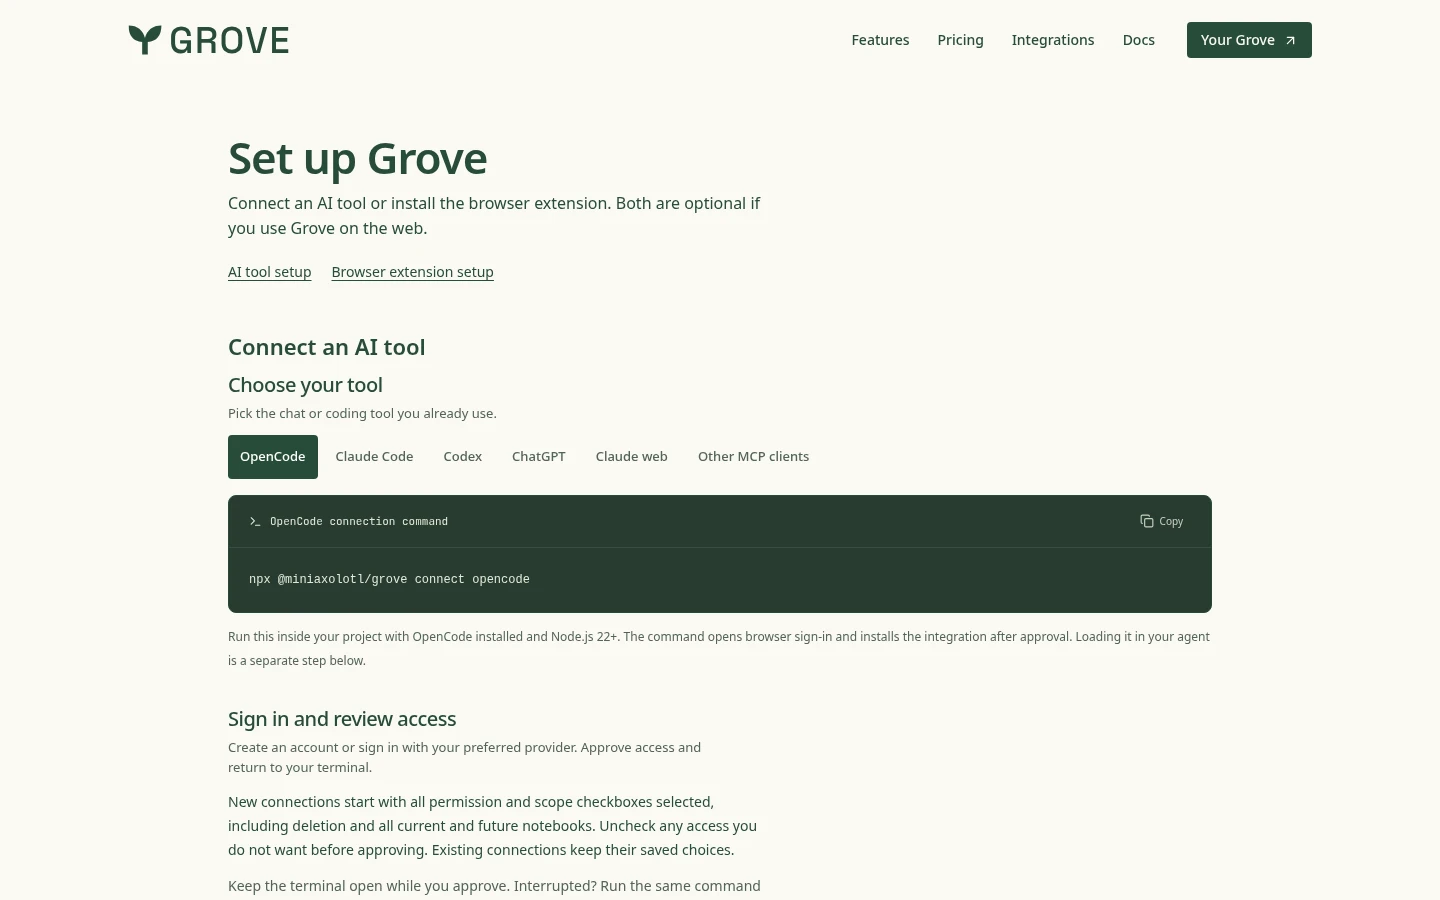 GROVE
Features
Pricing
Integrations
Docs
Your Grove
Set up Grove
Connect an AI tool or install the browser extension. Both are optional if
you use Grove on the web.
AI tool setup
Browser extension setup
Connect an AI tool
Choose your tool
Pick the chat or coding tool you already use.
OpenCode
Claude Code
Codex
ChatGPT
Claude web
Other MCP clients
OpenCode connection command
Copy
npx @miniaxolotl/grove connect opencode
Run this inside your project with OpenCode installed and Node.js 22+. The command opens browser sign-in and installs the integration after approval. Loading it in your agent
is a separate step below.
Sign in and review access
Create an account or sign in with your preferred provider. Approve access and
return to your terminal.
New connections start with all permission and scope checkboxes selected,
including deletion and all current and future notebooks. Uncheck any access you
do not want before approving. Existing connections keep their saved choices.
Keep the terminal open while you approve. Interrupted? Run the same command